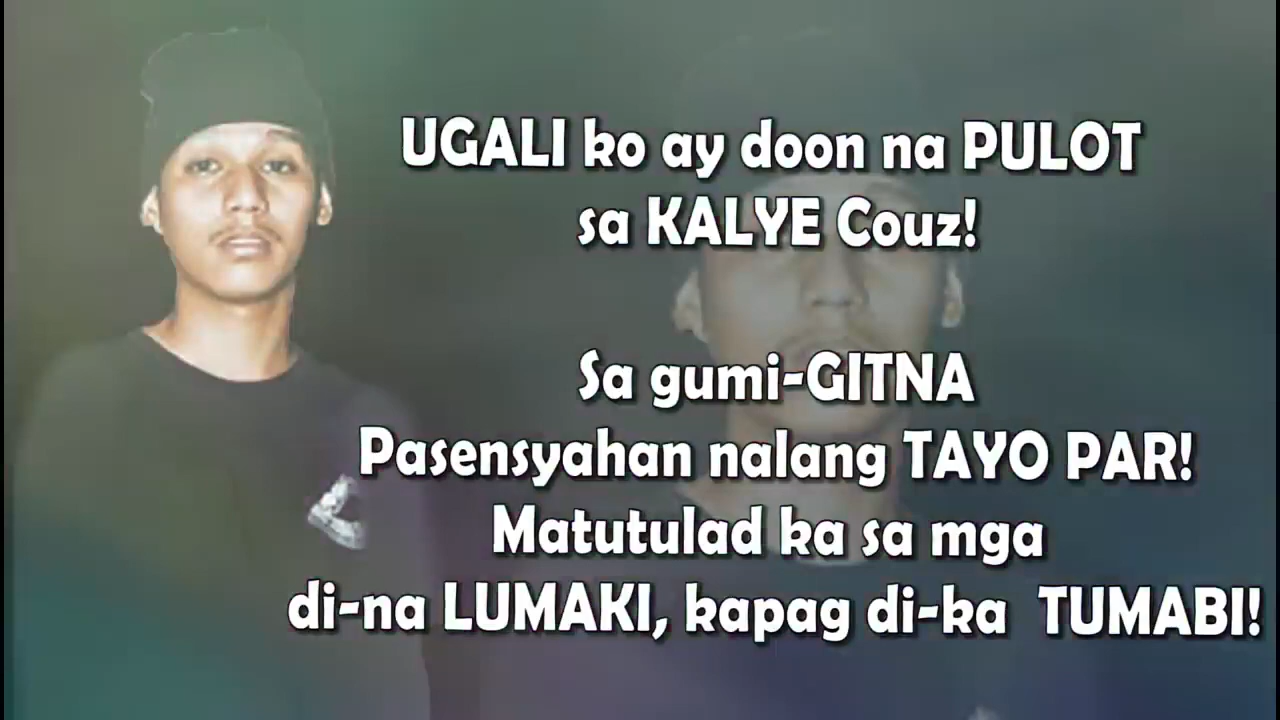 UGALI ko ay doon na PULOT
sa KALYE Couz!
Sa gumi-GITNA
Pasensyahan nalang TAYO PAR!
Matutulad ka sa mga
di-na LUMAKI, kapag di-ka TUMABI!